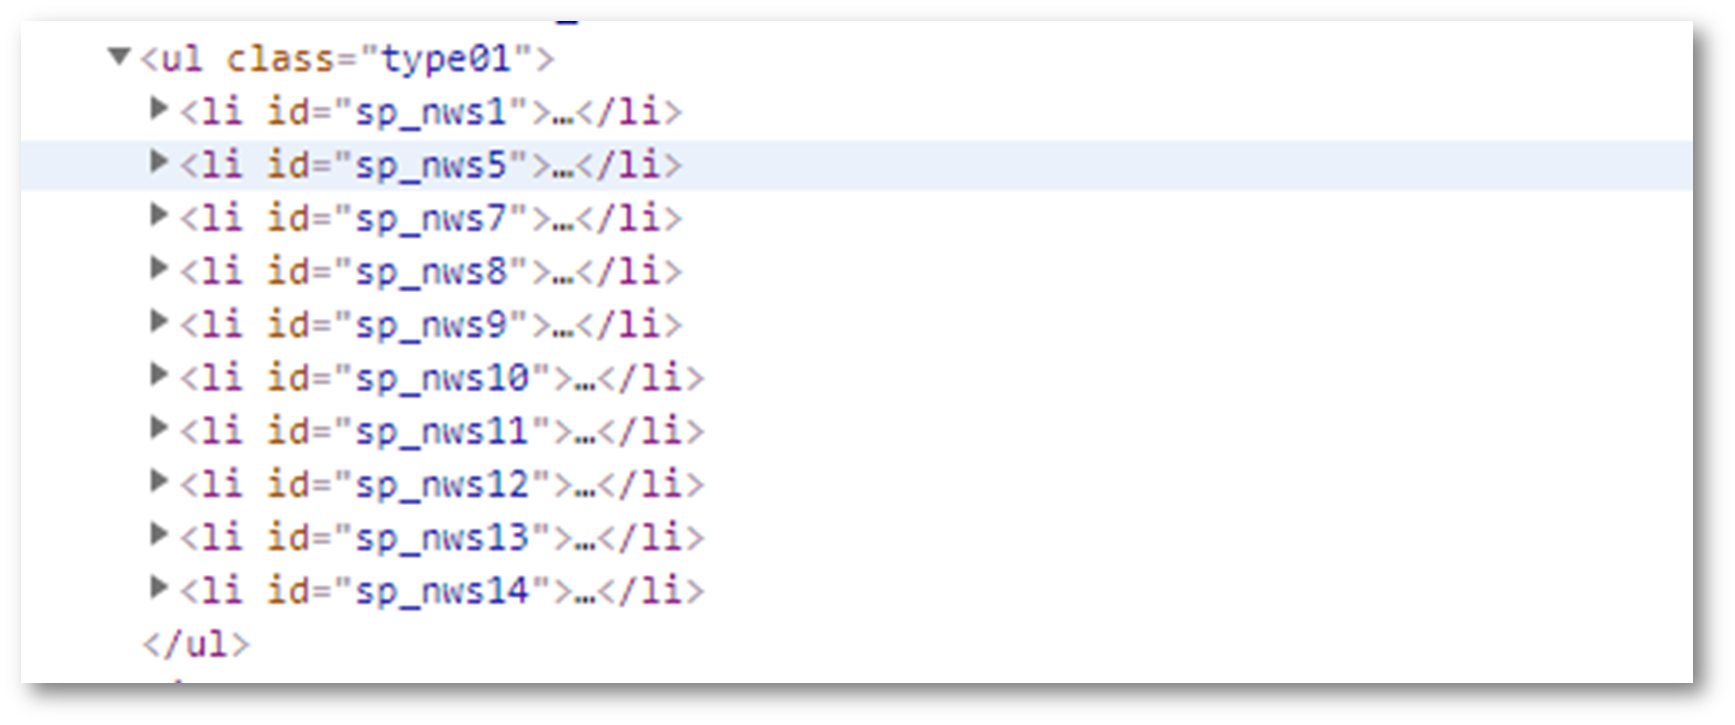 ▼<ul class="type01">
▶<li id="sp_nws1">…</li>
▶<li id="sp_nws5">…</li>
▶<li id="sp_nws7">…</li>
▶<li id="sp_nws8">…</li>
▶<li id="sp_nws9">…</li>
▶<li id="sp_nws10">…</li>
▶<li id="sp_nws11">…</li>
▶<li id="sp_nws12">…</li>
▶<li id="sp_nws13">…</li>
▶<li id="sp_nws14">…</li>
</ul>